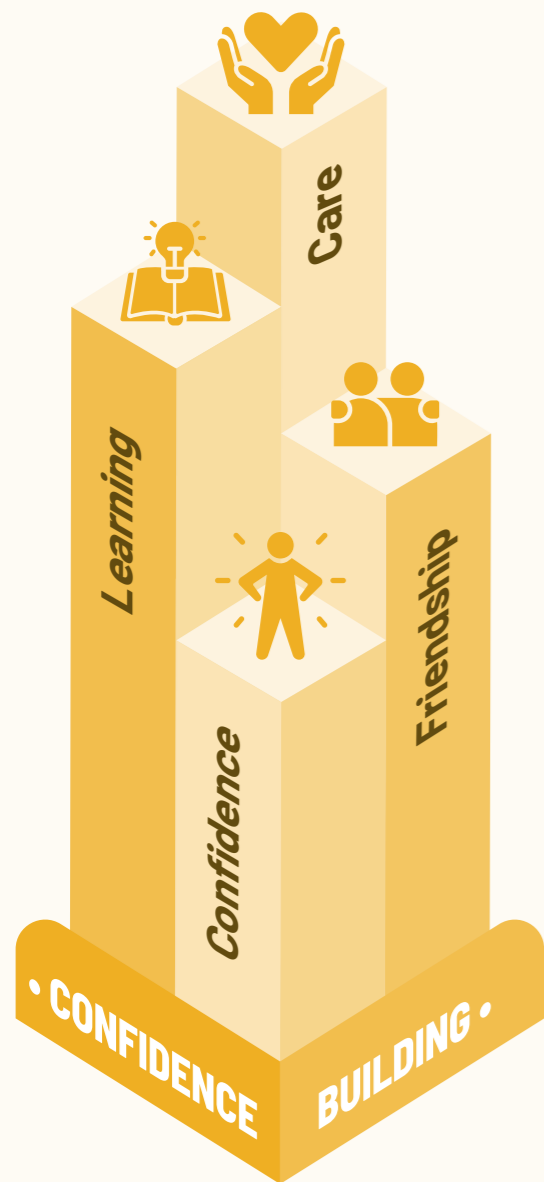 Care
Learning
Friendship
Confidence
• CONFIDENCE
BUILDING •